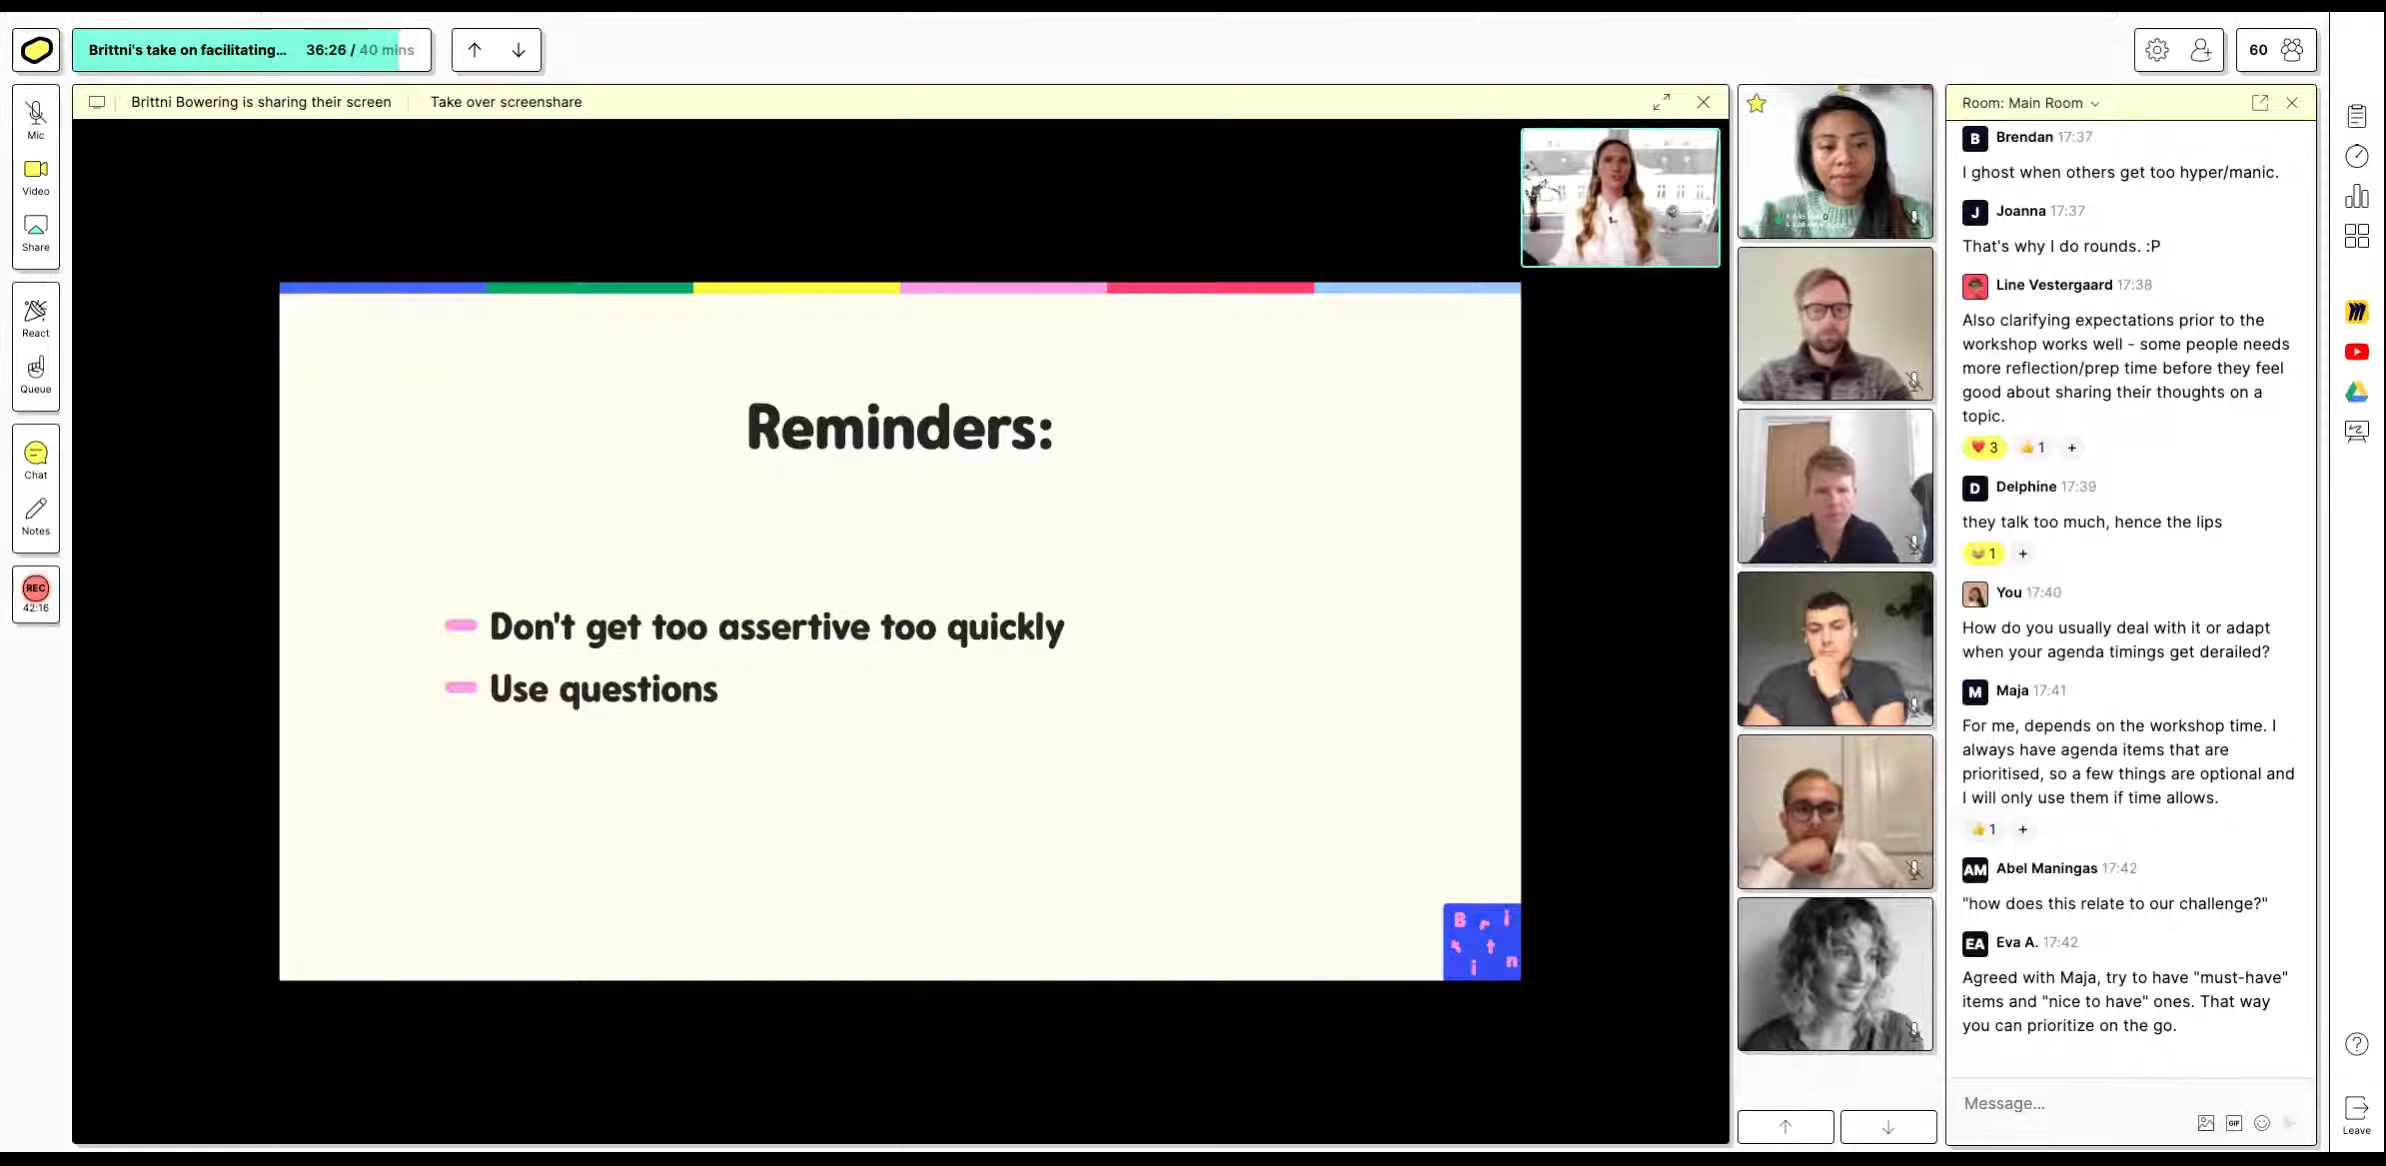 Brittni's take on facilitating... 36:26 / 40 mins
60
Mic
Video
Share
React
Queue
Chat
Notes
REC
42:16
Brittni Bowering is sharing their screen
Take over screenshare
Reminders:
Don't get too assertive too quickly
Use questions
B r i
t t
i n
Room: Main Room
B Brendan 17:37
I ghost when others get too hyper/manic.
J Joanna 17:37
That's why I do rounds. :P
Line Vestergaard 17:38
Also clarifying expectations prior to the
workshop works well - some people needs
more reflection/prep time before they feel
good about sharing their thoughts on a
topic.
3 1 +
D Delphine 17:39
they talk too much, hence the lips
1 +
You 17:40
How do you usually deal with it or adapt
when your agenda timings get derailed?
M Maja 17:41
For me, depends on the workshop time. I
always have agenda items that are
prioritised, so a few things are optional and
I will only use them if time allows.
1 +
AM Abel Maningas 17:42
"how does this relate to our challenge?"
EA Eva A. 17:42
Agreed with Maja, try to have "must-have"
items and "nice to have" ones. That way
you can prioritize on the go.
Message...
GIF
Leave